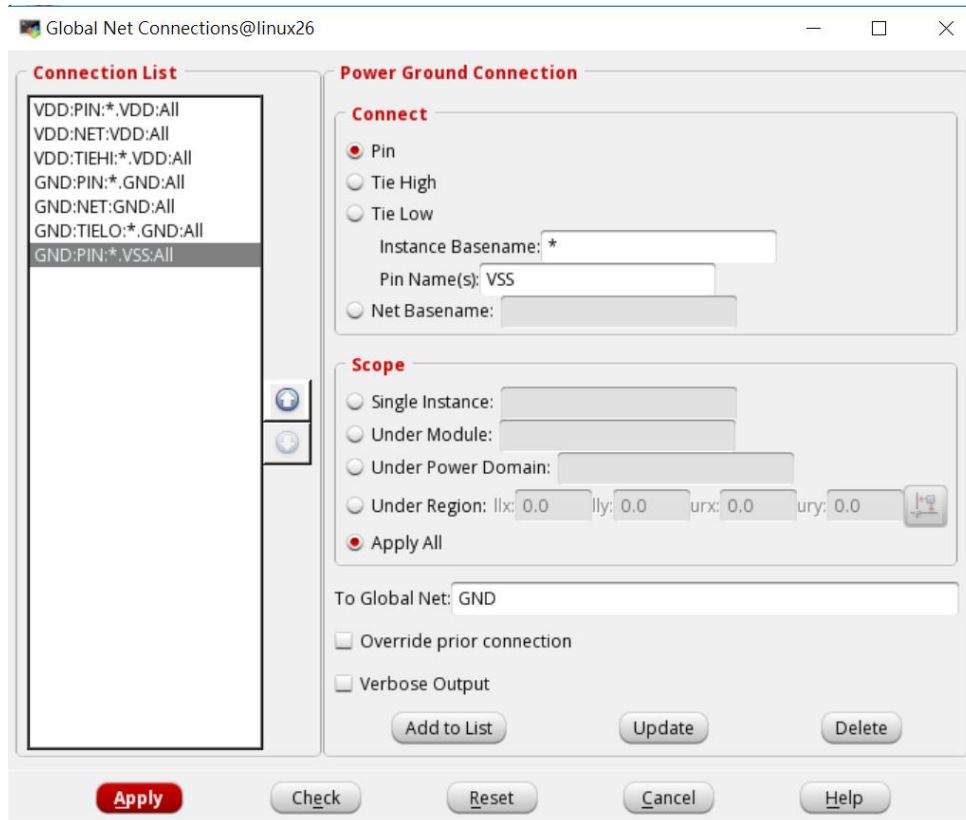 Global Net Connections@linux26
Connection List
VDD:PIN:*.VDD:All
VDD:NET:VDD:All
VDD:TIEHI:*.VDD:All
GND:PIN:*.GND:All
GND:NET:GND:All
GND:TIELO:*.GND:All
GND:PIN:*.VSS:All
Power Ground Connection
Connect
Pin
Tie High
Tie Low
Instance Basename: *
Pin Name(s): VSS
Net Basename:
Scope
Single Instance:
Under Module:
Under Power Domain:
Under Region: llx: 0.0 lly: 0.0 urx: 0.0 ury: 0.0
Apply All
To Global Net: GND
Override prior connection
Verbose Output
Add to List Update Delete
Apply Check Reset Cancel Help